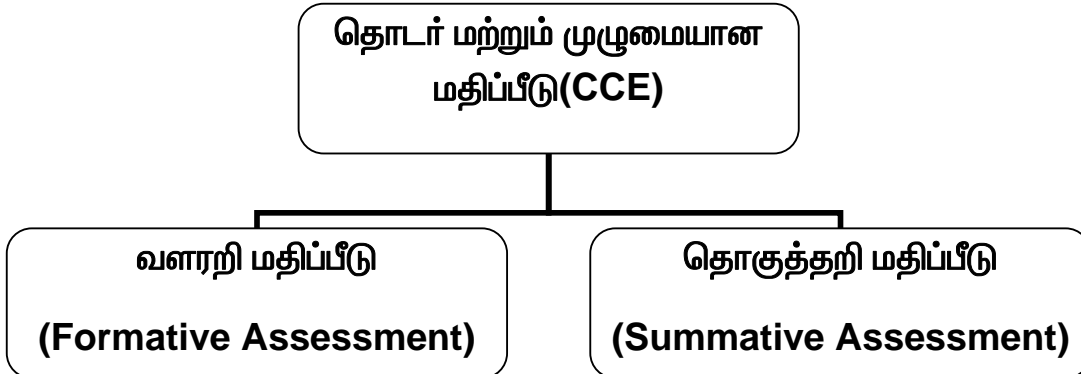 தொடர் மற்றும் முழுமையான
மதிப்பீடு(CCE)
வளரறி மதிப்பீடு
(Formative Assessment)
தொகுத்தறி மதிப்பீடு
(Summative Assessment)